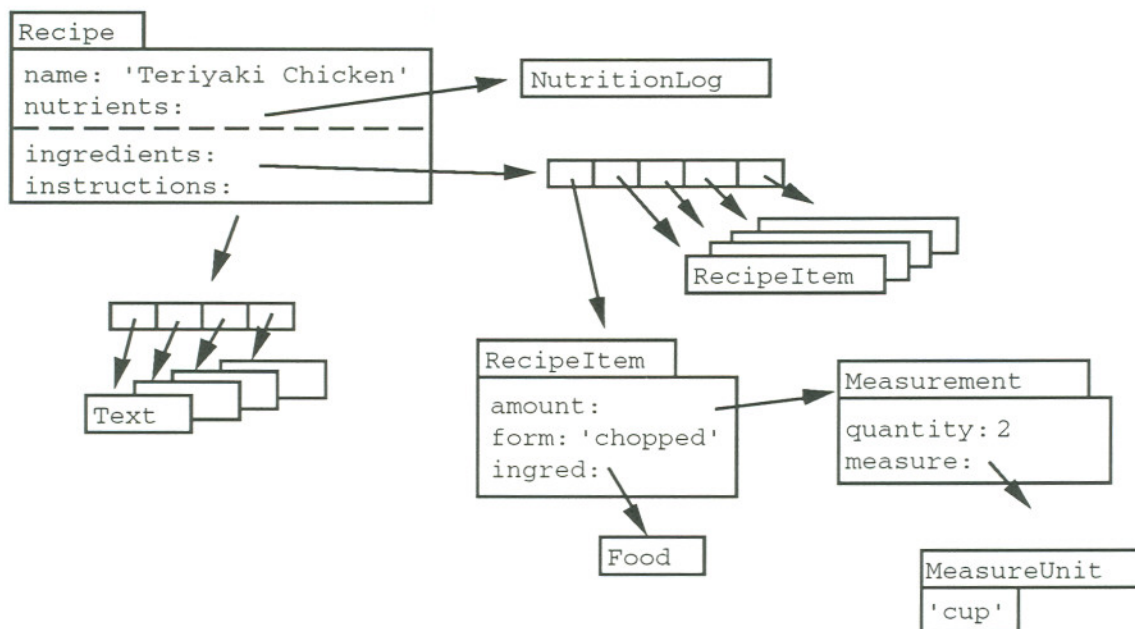 Recipe
name: 'Teriyaki Chicken'
nutrients:
ingredients:
instructions:
NutritionLog
RecipeItem
Text
RecipeItem
amount:
form: 'chopped'
ingred:
Measurement
quantity: 2
measure:
Food
MeasureUnit
'cup'